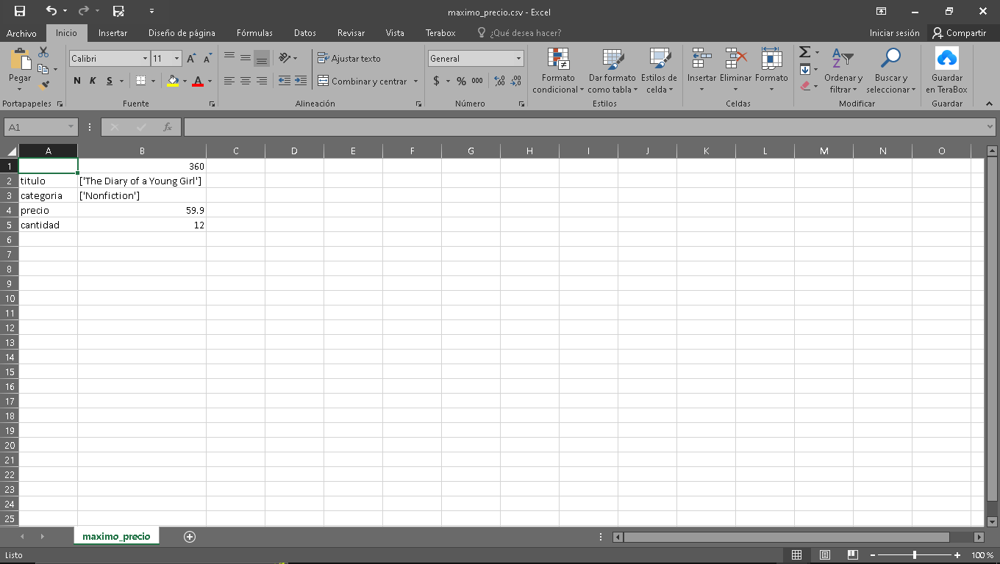 maximo_precio.csv - Excel
Archivo Inicio Insertar Diseño de página Fórmulas Datos Revisar Vista Terabox ¿Qué desea hacer? Iniciar sesión Compartir
Pegar
Portapapeles
Calibri 11
N K S
Fuente
Ajustar texto
Combinar y centrar
Alineación
General
$ % 000
Número
Formato condicional
Dar formato como tabla
Estilos de celda
Estilos
Insertar Eliminar Formato
Celdas
Ordenar y filtrar
Buscar y seleccionar
Modificar
Guardar en TeraBox
Guardar
A1 fx
A B C D E F G H I J K L M N O
1 360
2 titulo ['The Diary of a Young Girl']
3 categoria ['Nonfiction']
4 precio 59.9
5 cantidad 12
6
7
8
9
10
11
12
13
14
15
16
17
18
19
20
21
22
23
24
25
maximo_precio
Listo 100 %